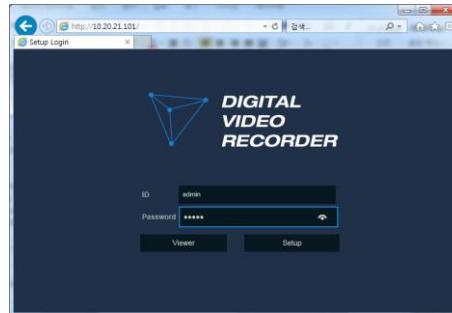 http://10.20.21.101/
검색...
Setup Login
DIGITAL
VIDEO
RECORDER
ID admin
Password •••••
Viewer Setup